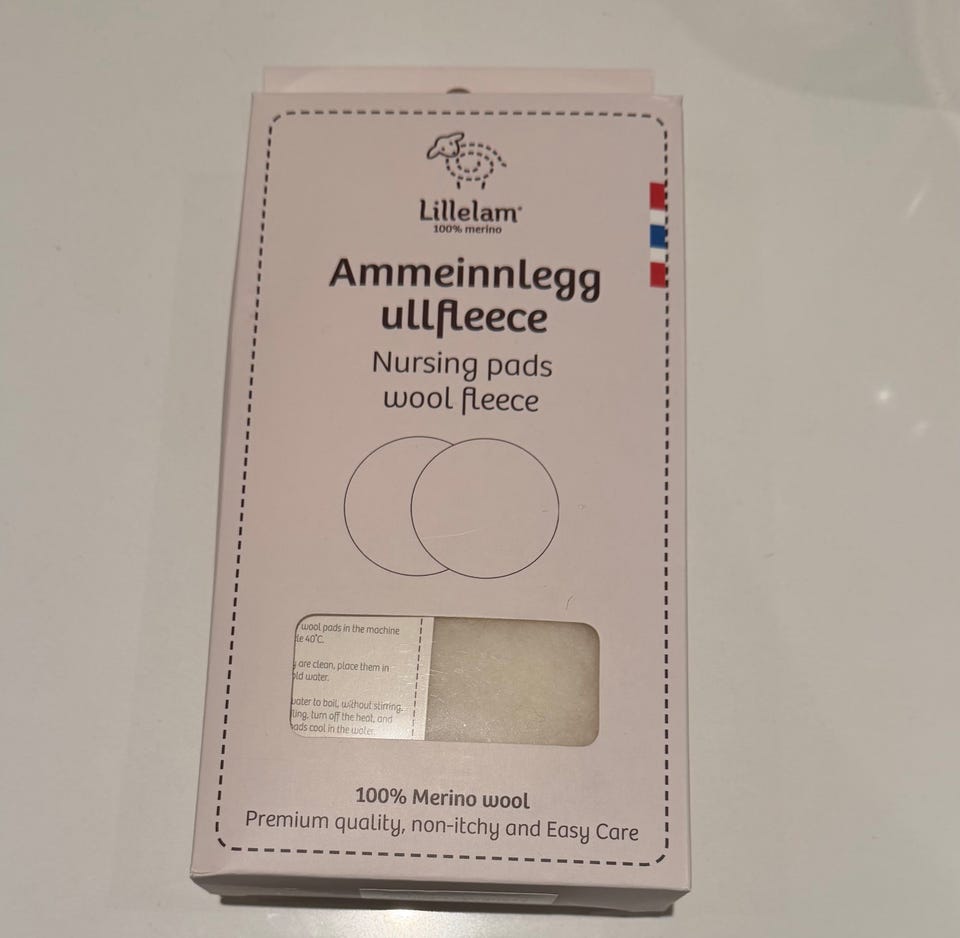 Lillelam
100% merino
Ammeinnlegg
ullfleece
Nursing pads
wool fleece
wool pads in the machine
40°C.
are clean, place them in
water.
water to boil, without stirring.
turn off the heat, and
pads cool in the water.
100% Merino wool
Premium quality, non-itchy and Easy Care